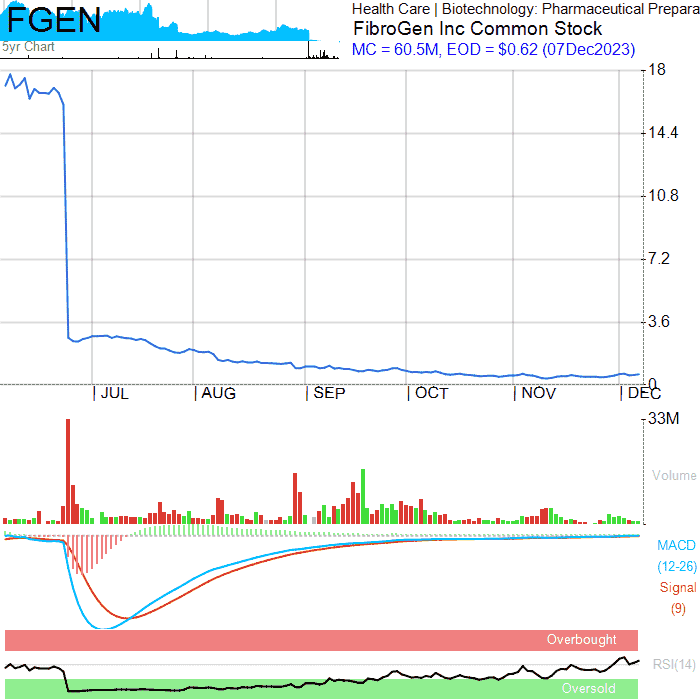 FGEN
5yr Chart
Health Care | Biotechnology: Pharmaceutical Prepara
FibroGen Inc Common Stock
MC = 60.5M, EOD = $0.62 (07Dec2023)
18
14.4
10.8
7.2
3.6
0
JUL AUG SEP OCT NOV DEC
33M
Volume
MACD
(12-26)
Signal
(9)
Overbought
RSI(14)
Oversold